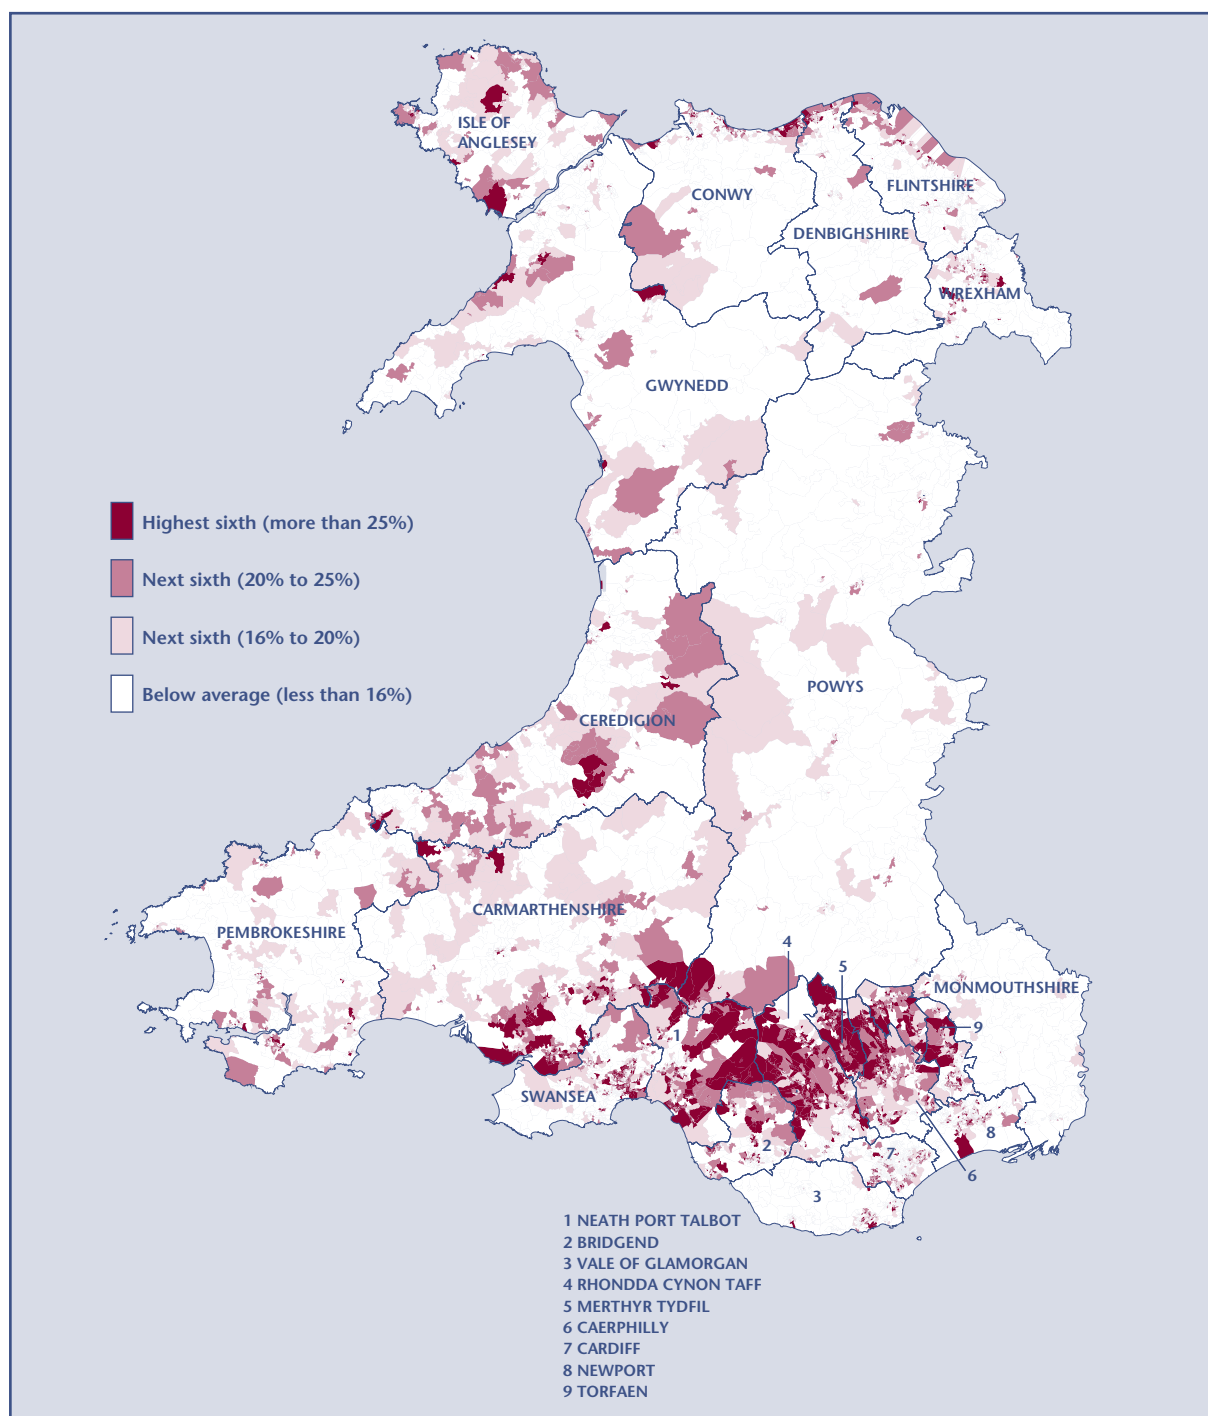 ISLE OF
ANGLESEY
CONWY
FLINTSHIRE
DENBIGHSHIRE
WREXHAM
GWYNEDD
Highest sixth (more than 25%)
Next sixth (20% to 25%)
Next sixth (16% to 20%)
Below average (less than 16%)
POWYS
CEREDIGION
CARMARTHENSHIRE
PEMBROKESHIRE
4
5
MONMOUTHSHIRE
9
1
SWANSEA
8
2
7
6
3
1 NEATH PORT TALBOT
2 BRIDGEND
3 VALE OF GLAMORGAN
4 RHONDDA CYNON TAFF
5 MERTHYR TYDFIL
6 CAERPHILLY
7 CARDIFF
8 NEWPORT
9 TORFAEN